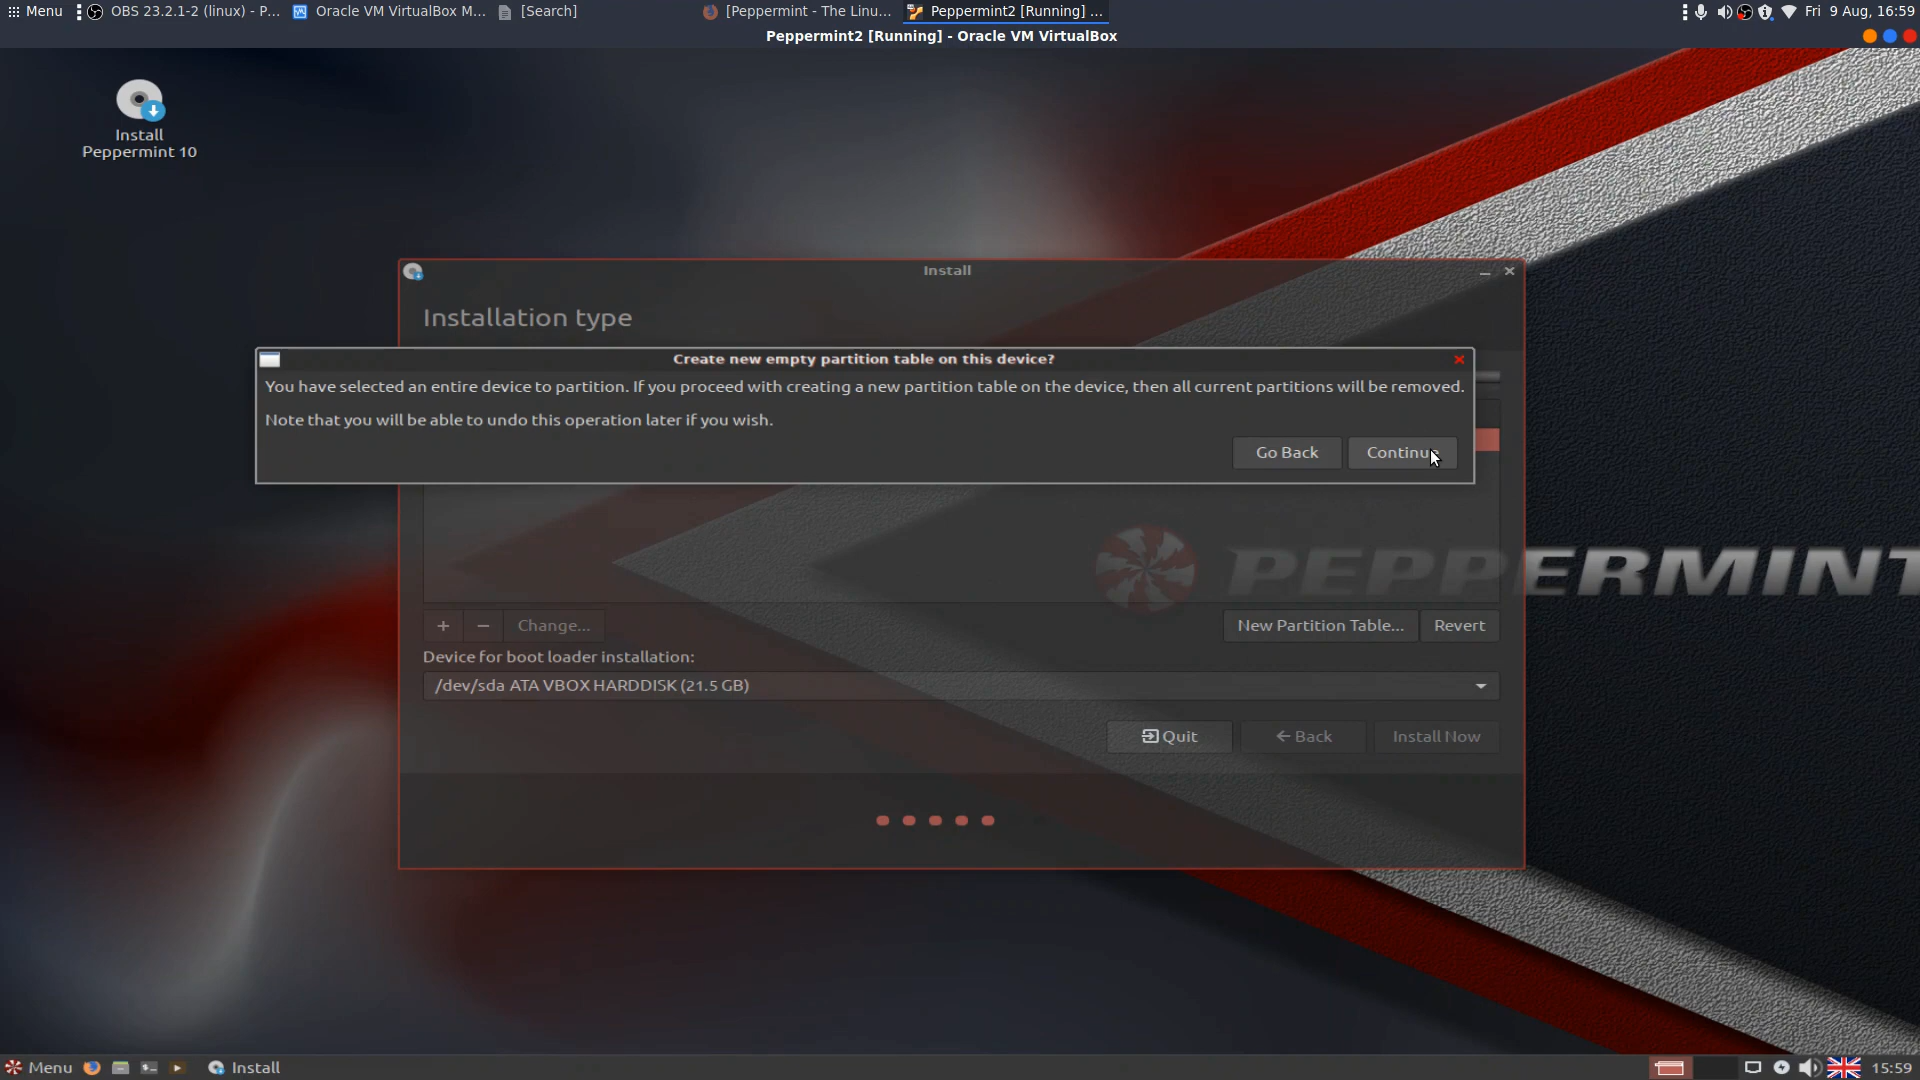 Menu
OBS 23.2.1-2 (linux) - P...
Oracle VM VirtualBox M...
[Search]
[Peppermint - The Linu...
Peppermint2 [Running] ...
Fri 9 Aug, 16:59
Peppermint2 [Running] - Oracle VM VirtualBox
Install
Peppermint 10
Install
Installation type
Create new empty partition table on this device?
You have selected an entire device to partition. If you proceed with creating a new partition table on the device, then all current partitions will be removed.
Note that you will be able to undo this operation later if you wish.
Go Back
Continue
PEPPERMINT
+
−
Change...
New Partition Table...
Revert
Device for boot loader installation:
/dev/sda ATA VBOX HARDDISK (21.5 GB)
Quit
Back
Install Now
Menu
Install
15:59